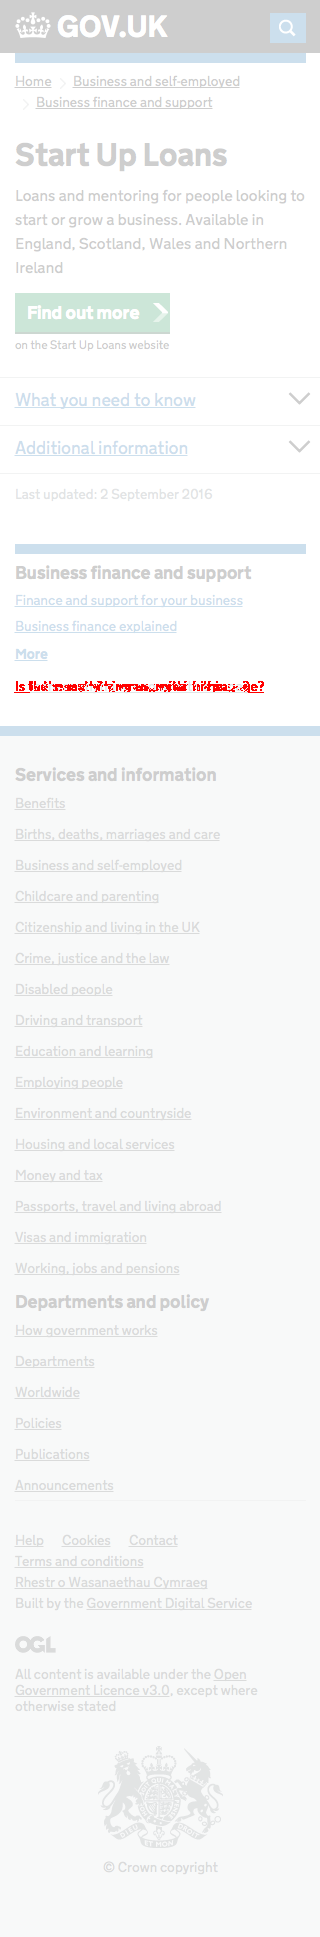 GOV.UK
Home
Business and self-employed
Business finance and support
Start Up Loans
Loans and mentoring for people looking to
start or grow a business. Available in
England, Scotland, Wales and Northern
Ireland
Find out more
on the Start Up Loans website
What you need to know
Additional information
Last updated: 2 September 2016
Business finance and support
Finance and support for your business
Business finance explained
More
Services and information
Benefits
Births, deaths, marriages and care
Business and self-employed
Childcare and parenting
Citizenship and living in the UK
Crime, justice and the law
Disabled people
Driving and transport
Education and learning
Employing people
Environment and countryside
Housing and local services
Money and tax
Passports, travel and living abroad
Visas and immigration
Working, jobs and pensions
Departments and policy
How government works
Departments
Worldwide
Policies
Publications
Announcements
Help Cookies Contact
Terms and conditions
Rhestr o Wasanaethau Cymraeg
Built by the Government Digital Service
OGL
All content is available under the Open
Government Licence v3.0, except where
otherwise stated
© Crown copyright